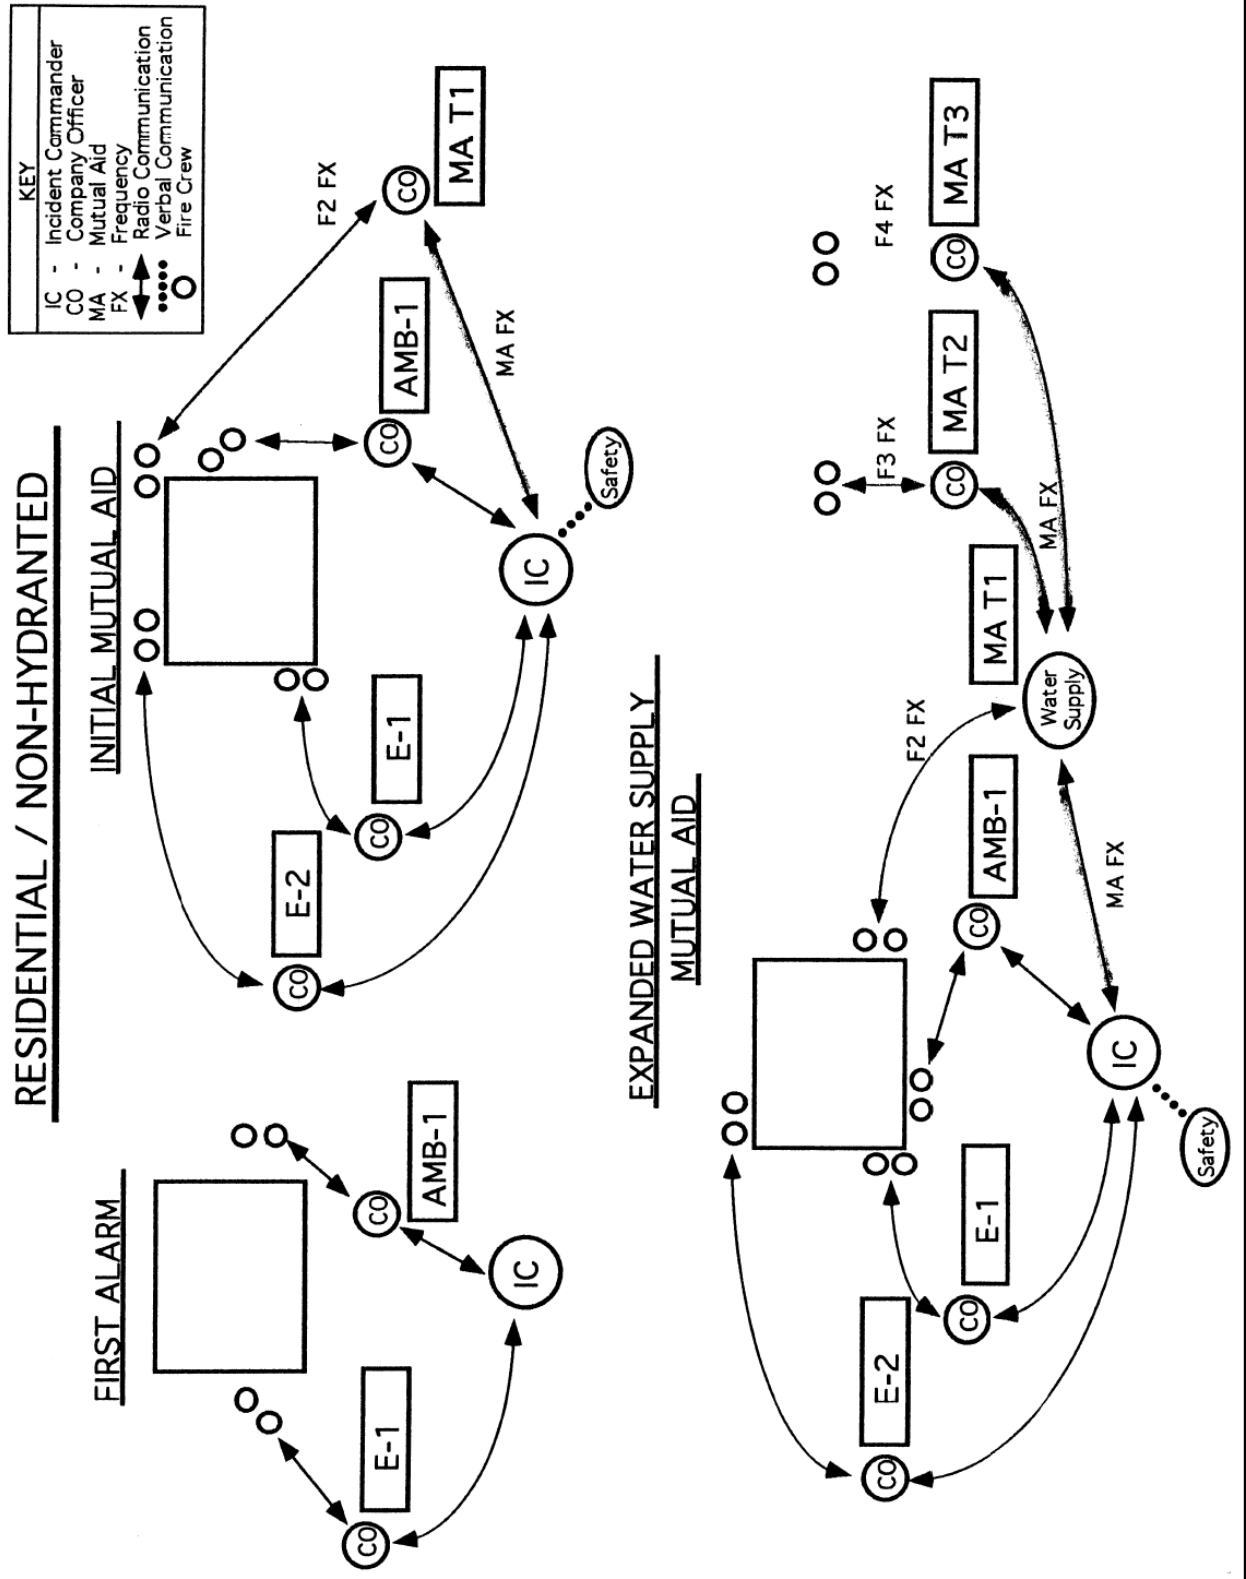 RESIDENTIAL / NON-HYDRANTED
KEY
IC - Incident Commander
CO - Company Officer
MA - Mutual Aid
FX - Frequency
Radio Communication
Verbal Communication
Fire Crew
FIRST ALARM
E-1
CO
AMB-1
CO
IC
INITIAL MUTUAL AID
E-2
CO
E-1
CO
AMB-1
CO
F2 FX
MA T1
CO
MA FX
IC
Safety
EXPANDED WATER SUPPLY
MUTUAL AID
E-2
CO
E-1
CO
AMB-1
CO
F2 FX
MA T1
Water
Supply
MA FX
IC
Safety
F3 FX
MA T2
CO
MA FX
F4 FX
MA T3
CO